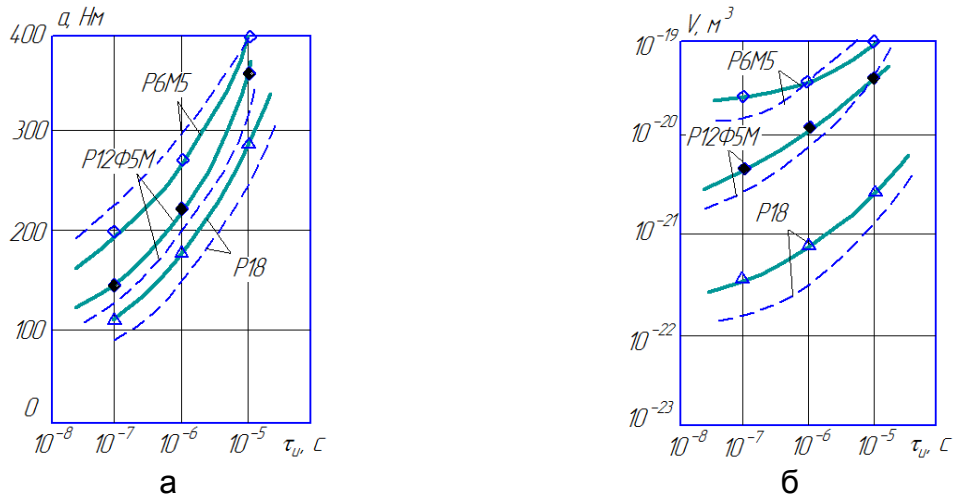 а, Нм
400
300
200
100
0
Р6М5
Р12Ф5М
Р18
10⁻⁸ 10⁻⁷ 10⁻⁶ 10⁻⁵ τᵤ, С
а
V, м³
10⁻¹⁹
10⁻²⁰
10⁻²¹
10⁻²²
10⁻²³
Р6М5
Р12Ф5М
Р18
10⁻⁸ 10⁻⁷ 10⁻⁶ 10⁻⁵ τᵤ, С
б